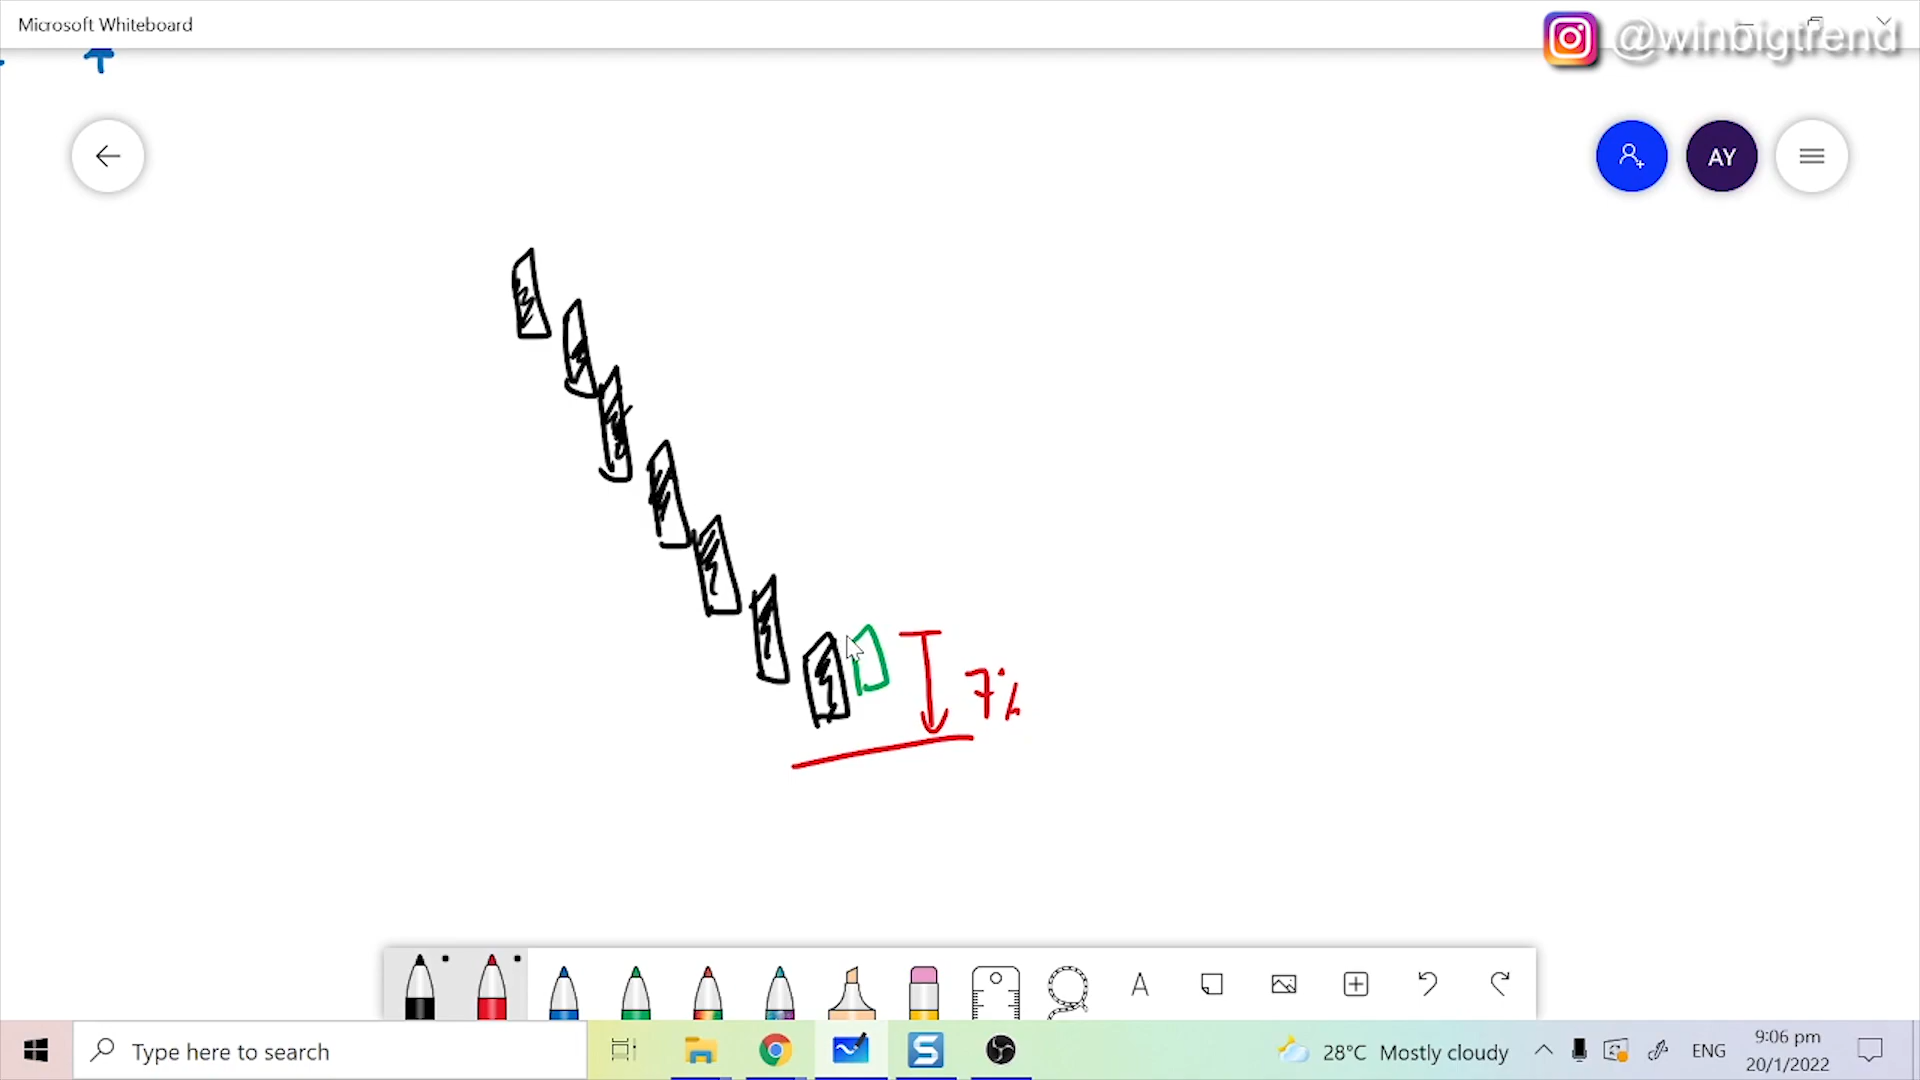 Microsoft Whiteboard
@winbigtrend
AY
7%
Type here to search
28°C Mostly cloudy
ENG
9:06 pm
20/1/2022